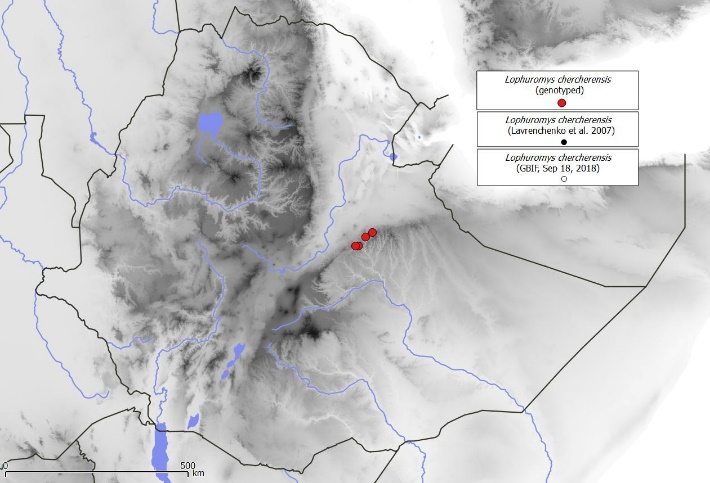 Lophuromys chercherensis
(genotyped)
Lophuromys chercherensis
(Lavrenchenko et al. 2007)
Lophuromys chercherensis
(GBIF, Sep 18, 2018)
0 500
km